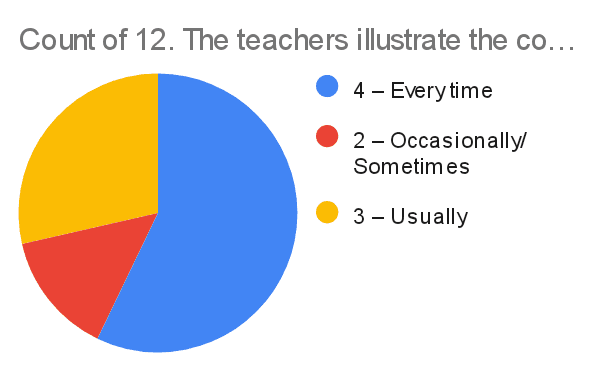 Count of 12. The teachers illustrate the co...
4 – Everytime
2 – Occasionally/
Sometimes
3 – Usually